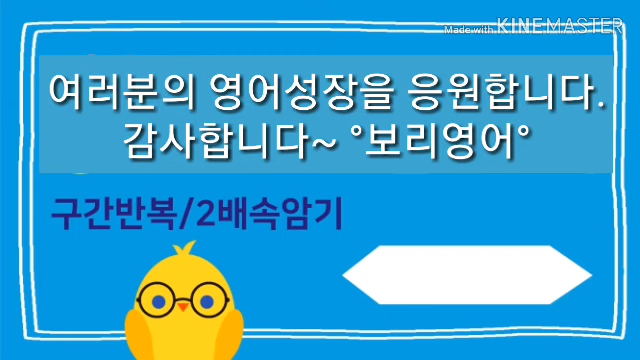 Made with KINEMASTER
여러분의 영어성장을 응원합니다.
감사합니다~ °보리영어°
구간반복/2배속암기